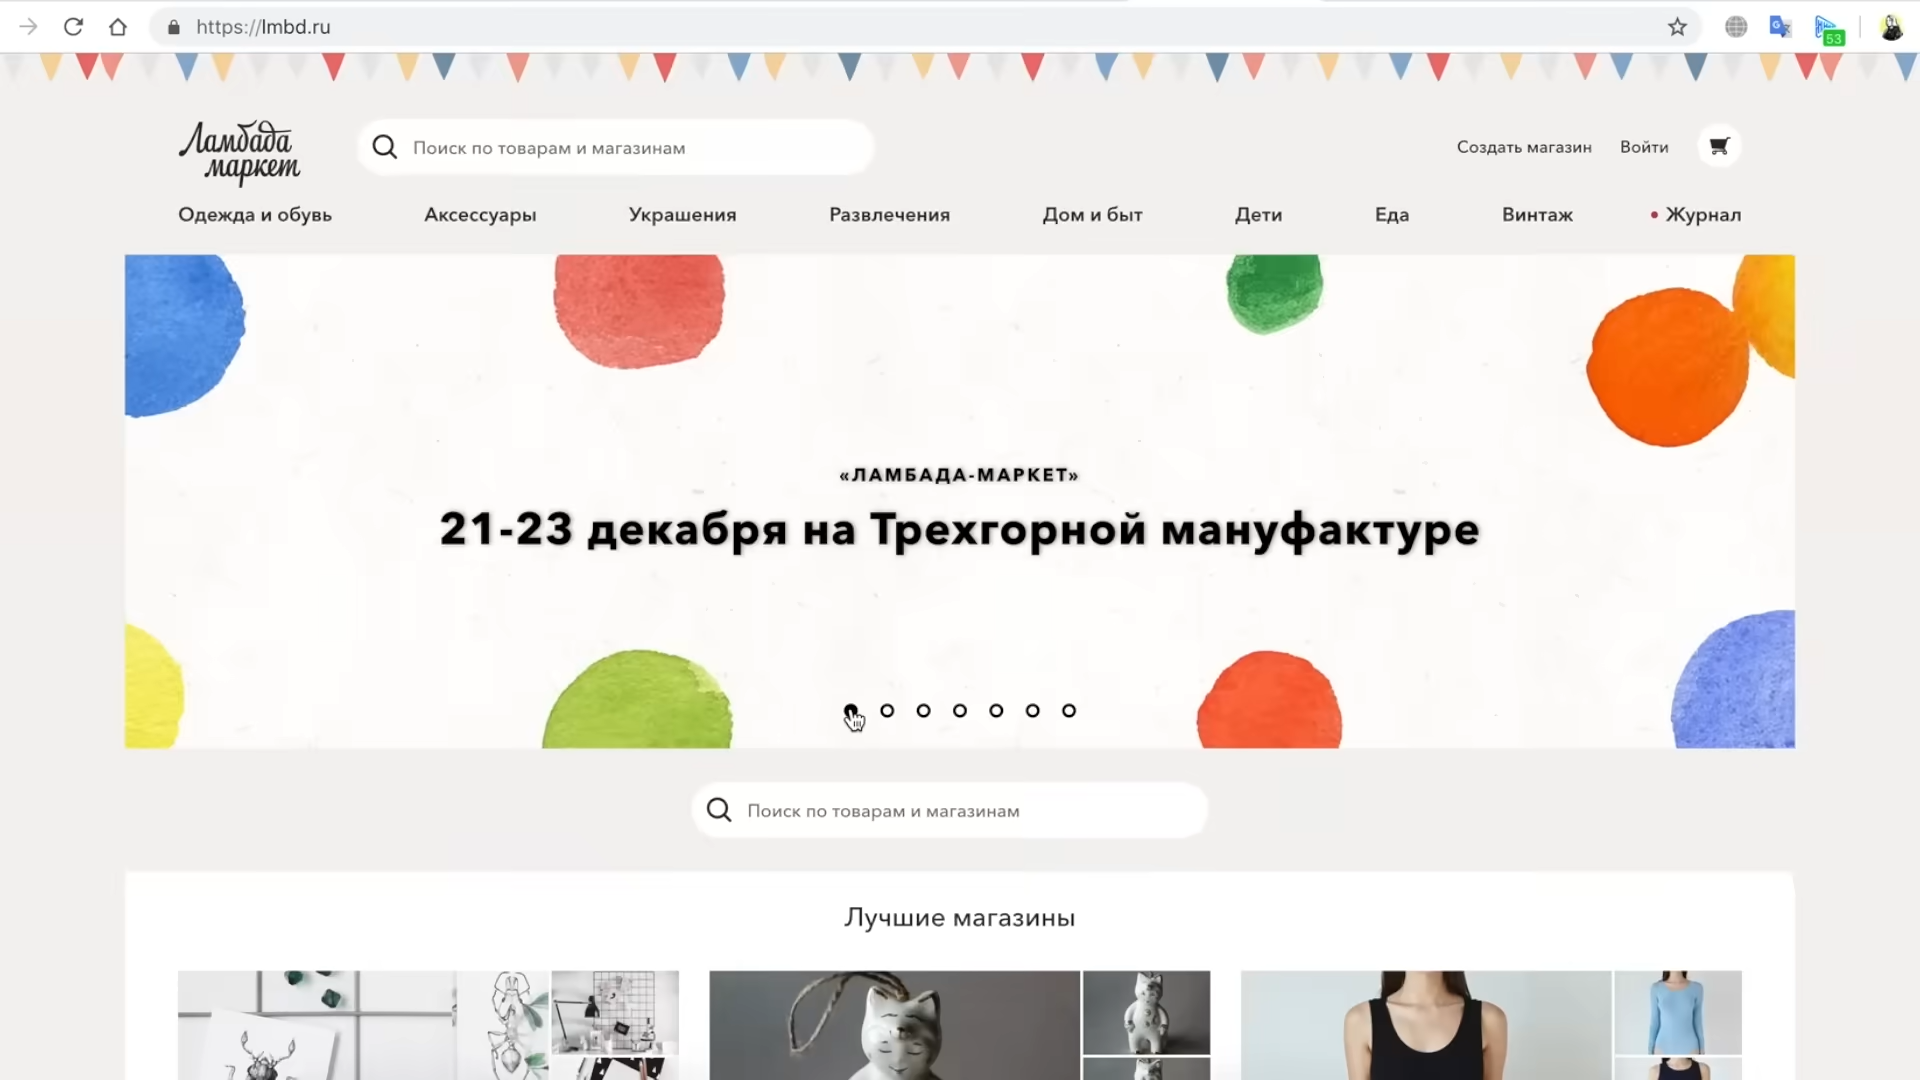 https://lmbd.ru
53
Ламбада
маркет
Поиск по товарам и магазинам
Создать магазин
Войти
Одежда и обувь
Аксессуары
Украшения
Развлечения
Дом и быт
Дети
Еда
Винтаж
• Журнал
«ЛАМБАДА-МАРКЕТ»
21-23 декабря на Трехгорной мануфактуре
Поиск по товарам и магазинам
Лучшие магазины